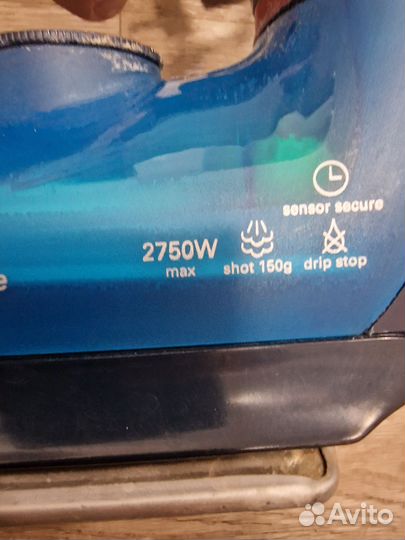 sensor secure
2750W
max
shot 150g
drip stop
e
Avito